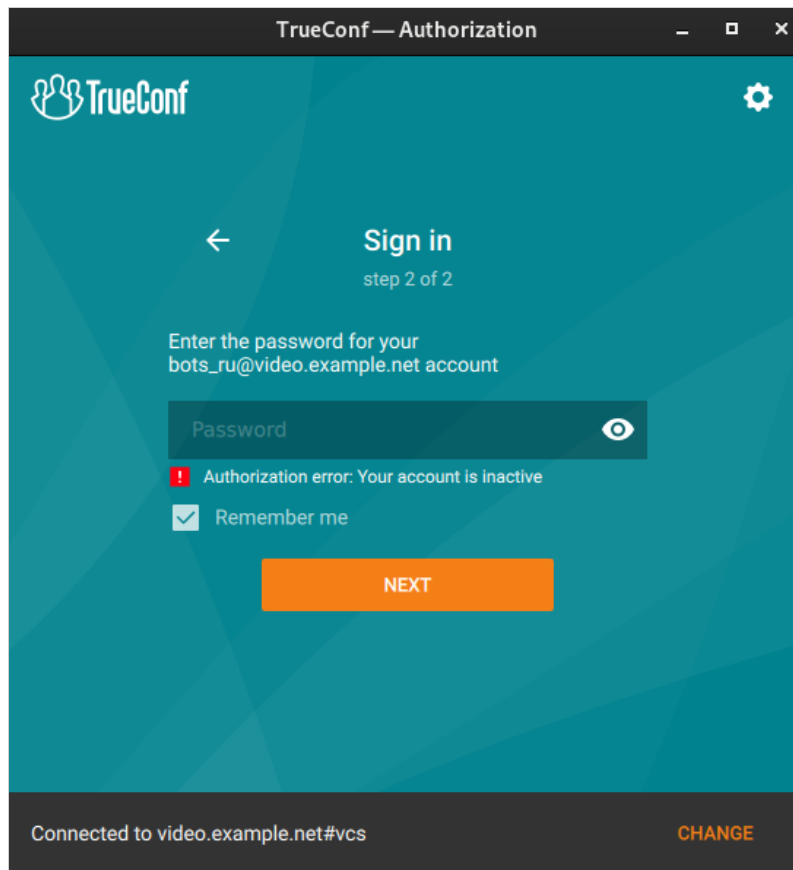 TrueConf — Authorization
TrueConf
Sign in
step 2 of 2
Enter the password for your
bots_ru@video.example.net account
Password
! Authorization error: Your account is inactive
Remember me
NEXT
Connected to video.example.net#vcs
CHANGE